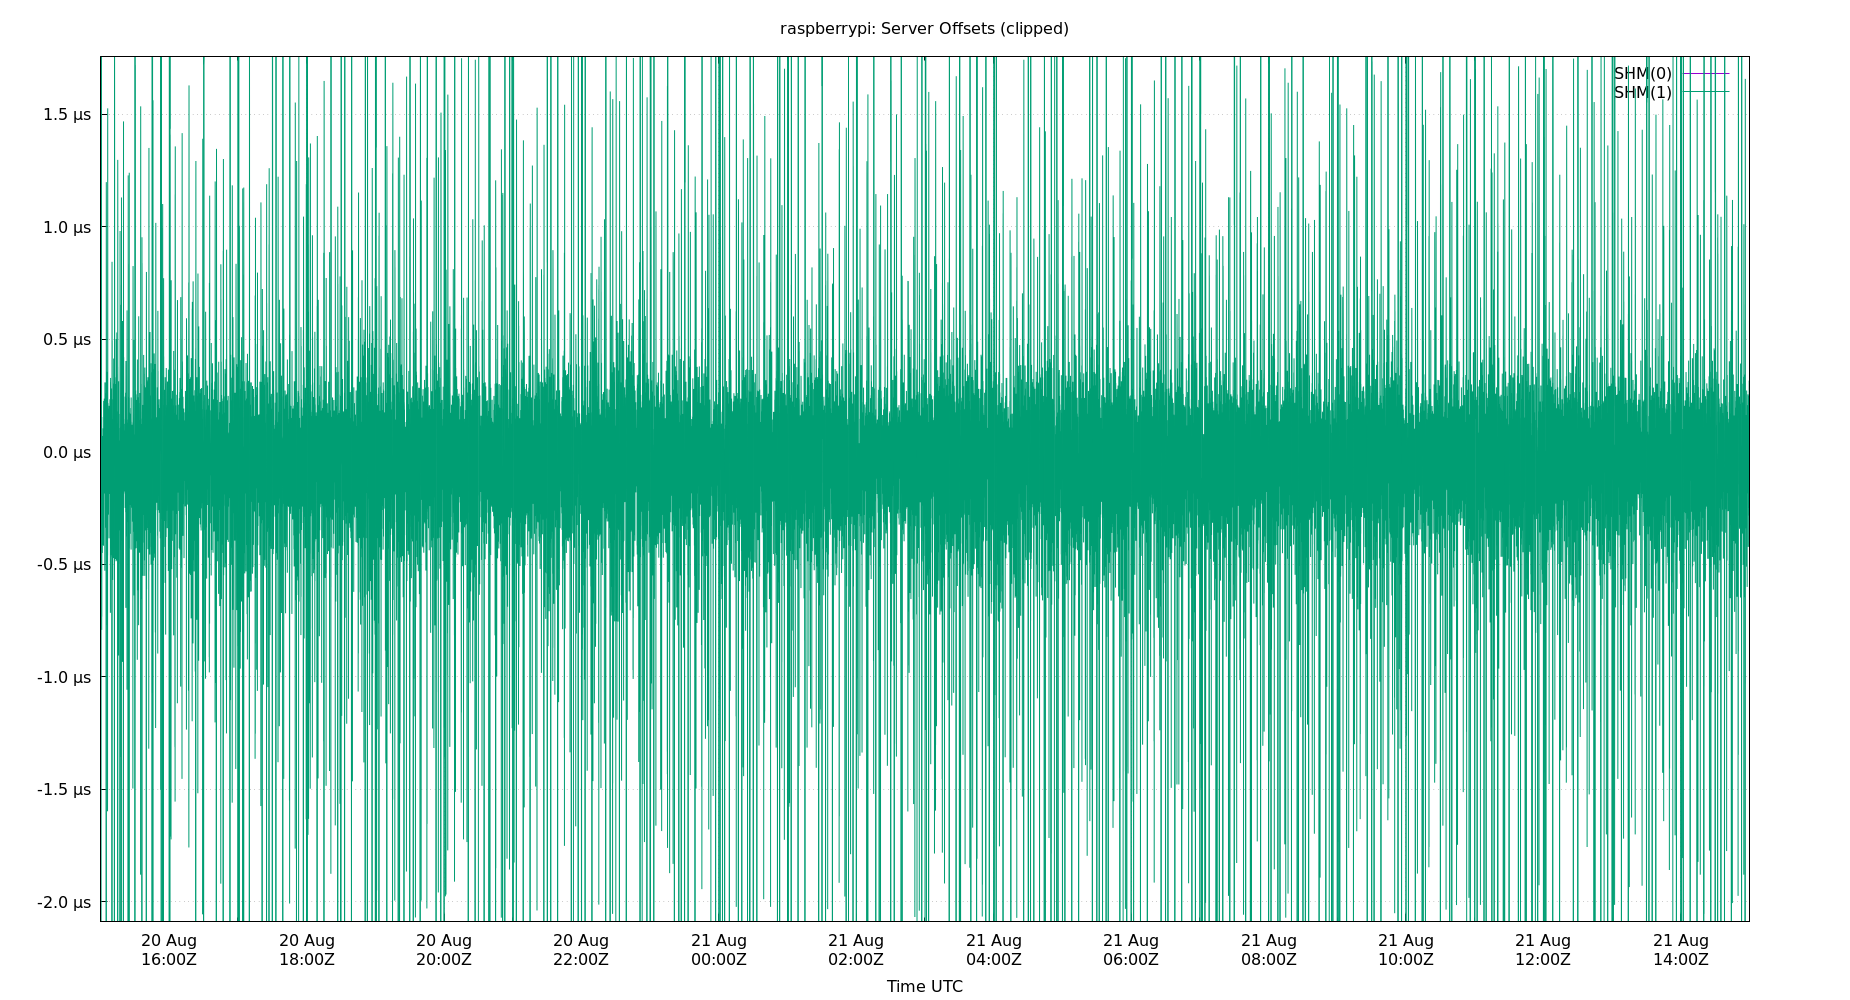 raspberrypi: Server Offsets (clipped)
SHM(0)
SHM(1)
1.5 µs
1.0 µs
0.5 µs
0.0 µs
-0.5 µs
-1.0 µs
-1.5 µs
-2.0 µs
20 Aug 20 Aug 20 Aug 20 Aug 21 Aug 21 Aug 21 Aug 21 Aug 21 Aug 21 Aug 21 Aug 21 Aug
16:00Z 18:00Z 20:00Z 22:00Z 00:00Z 02:00Z 04:00Z 06:00Z 08:00Z 10:00Z 12:00Z 14:00Z
Time UTC